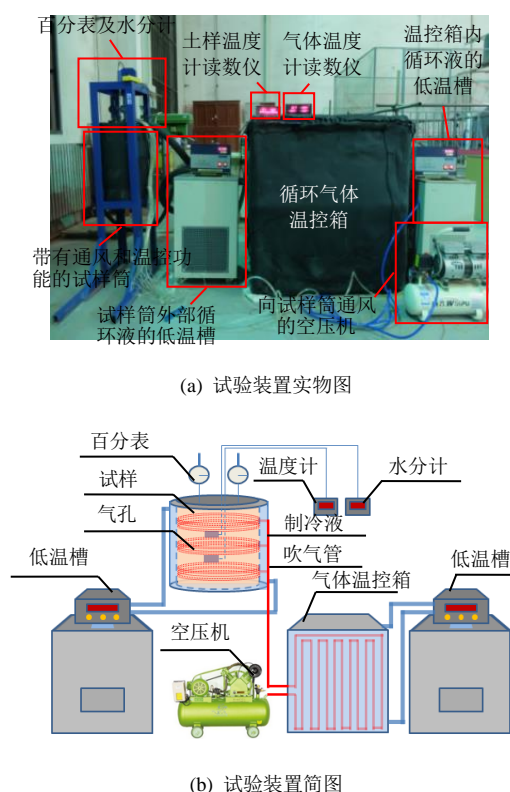 百分表及水分计
土样温度
计读数仪
气体温度
计读数仪
温控箱内
循环液的
低温槽
循环气体
温控箱
带有通风和温控功
能的试样筒
试样筒外部循
环液的低温槽
向试样筒通风
的空压机
(a) 试验装置实物图
百分表
试样
气孔
低温槽
温度计
水分计
制冷液
吹气管
气体温控箱
低温槽
空压机
(b) 试验装置简图